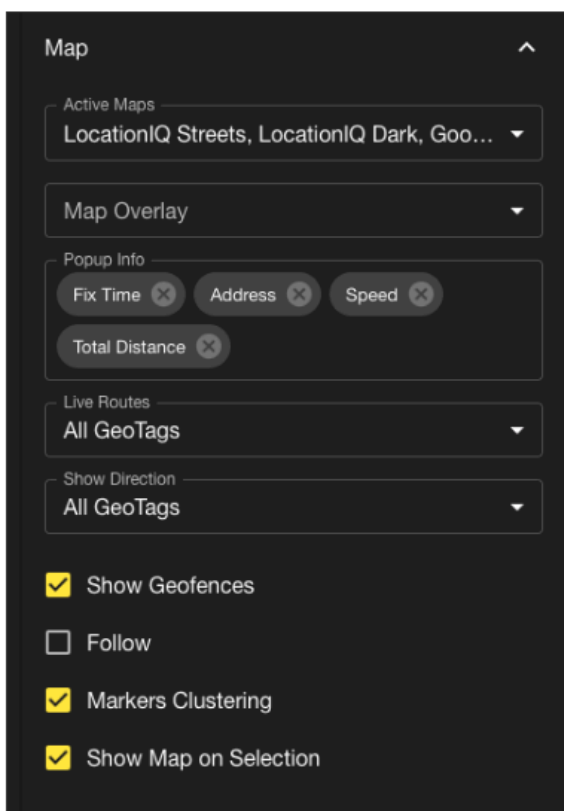 Map
Active Maps
LocationIQ Streets, LocationIQ Dark, Goo...
Map Overlay
Popup Info
Fix Time Address Speed
Total Distance
Live Routes
All GeoTags
Show Direction
All GeoTags
Show Geofences
Follow
Markers Clustering
Show Map on Selection